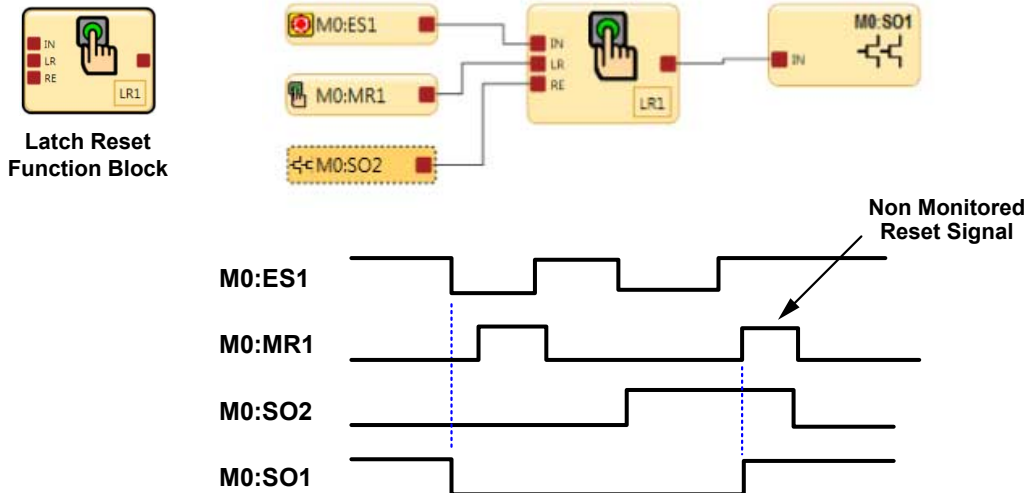 IN
LR
RE
LR1
Latch Reset
Function Block
M0:ES1
M0:MR1
M0:SO2
IN
LR
RE
LR1
M0:SO1
IN
Non Monitored
Reset Signal
M0:ES1
M0:MR1
M0:SO2
M0:SO1